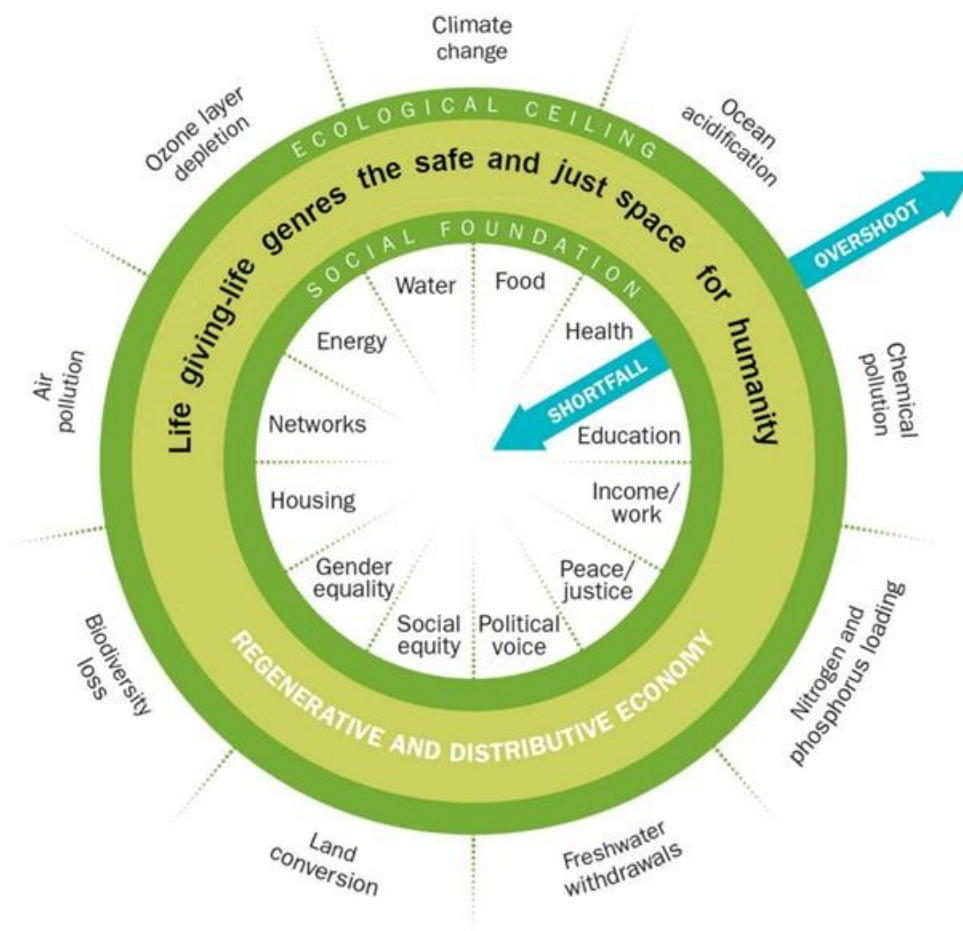 Climate
change
Ocean
acidification
Chemical
pollution
Nitrogen and
phosphorus loading
Freshwater
withdrawals
Land
conversion
Biodiversity
loss
Air
pollution
Ozone layer
depletion
OVERSHOOT
ECOLOGICAL CEILING
Life giving-life genres the safe and just space for humanity
SOCIAL FOUNDATION
Water
Food
Health
SHORTFALL
Education
Income/
work
Peace/
justice
Political
voice
Social
equity
Gender
equality
Housing
Networks
Energy
REGENERATIVE AND DISTRIBUTIVE ECONOMY